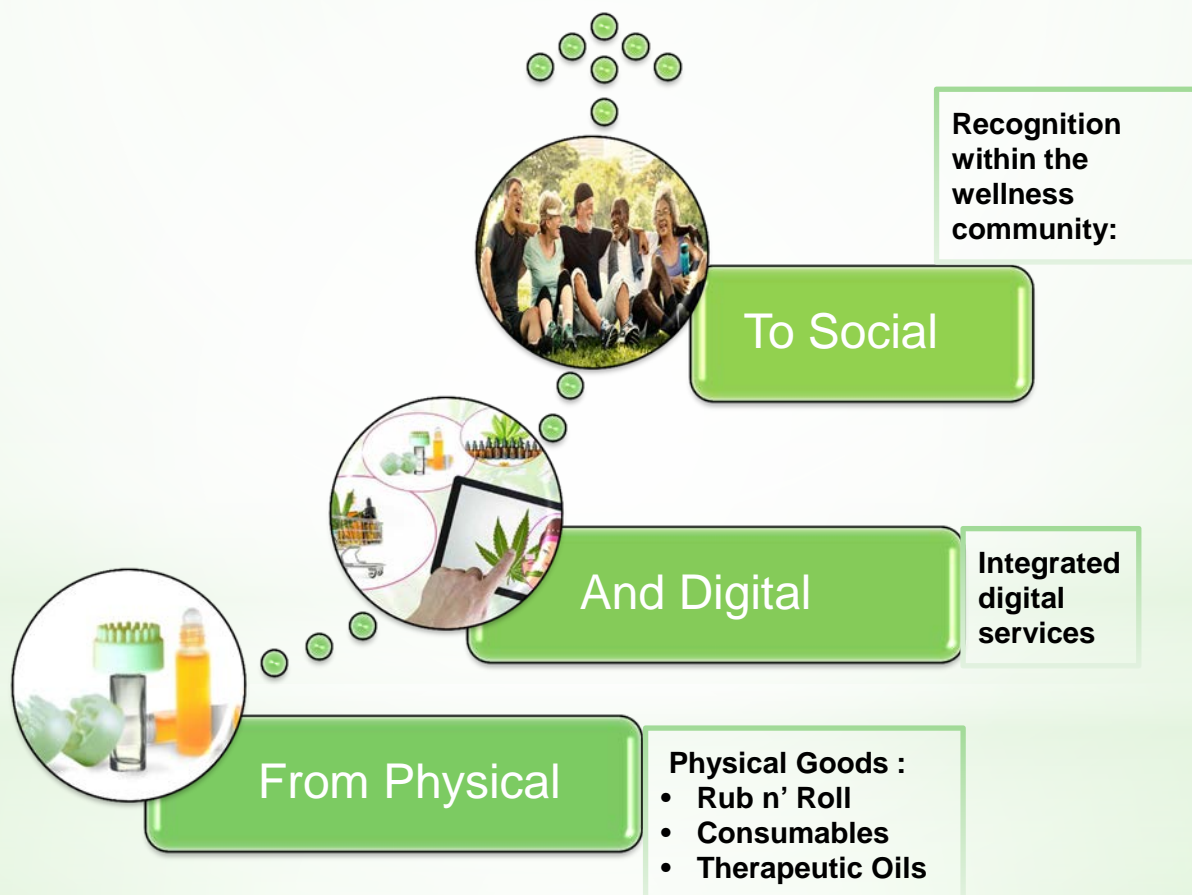 Recognition
within the
wellness
community:
To Social
And Digital
Integrated
digital
services
From Physical
Physical Goods :
• Rub n’ Roll
• Consumables
• Therapeutic Oils